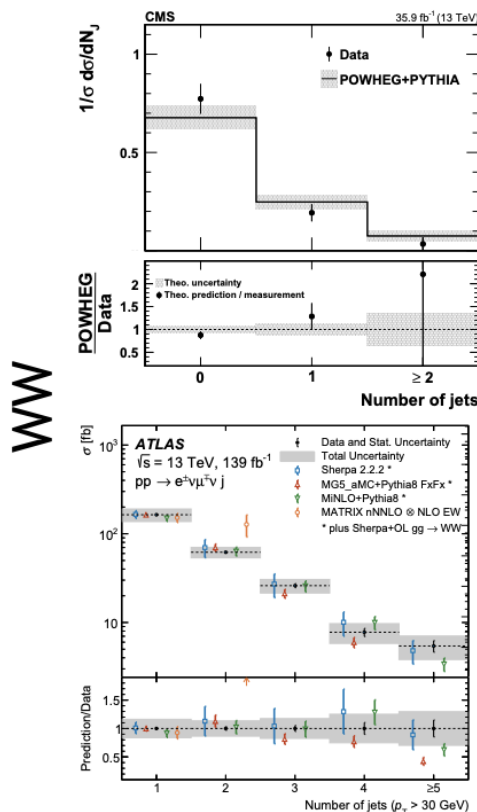 WW
CMS 35.9 fb⁻¹ (13 TeV)
1/σ dσ/dN_J
1
0.5
Data
POWHEG+PYTHIA
POWHEG
Data
2
1.5
1
0.5
Theo. uncertainty
Theo. prediction / measurement
0 1 ≥ 2
Number of jets
σ [fb]
10³
10²
10
ATLAS
√s = 13 TeV, 139 fb⁻¹
pp → e±νμ∓ν j
Data and Stat. Uncertainty
Total Uncertainty
Sherpa 2.2.2 *
MG5_aMC+Pythia8 FxFx *
MiNLO+Pythia8 *
MATRIX nNNLO ⊗ NLO EW
* plus Sherpa+OL gg → WW
Prediction/Data
1.5
1.0
0.5
1 2 3 4 ≥5
Number of jets (p_T > 30 GeV)